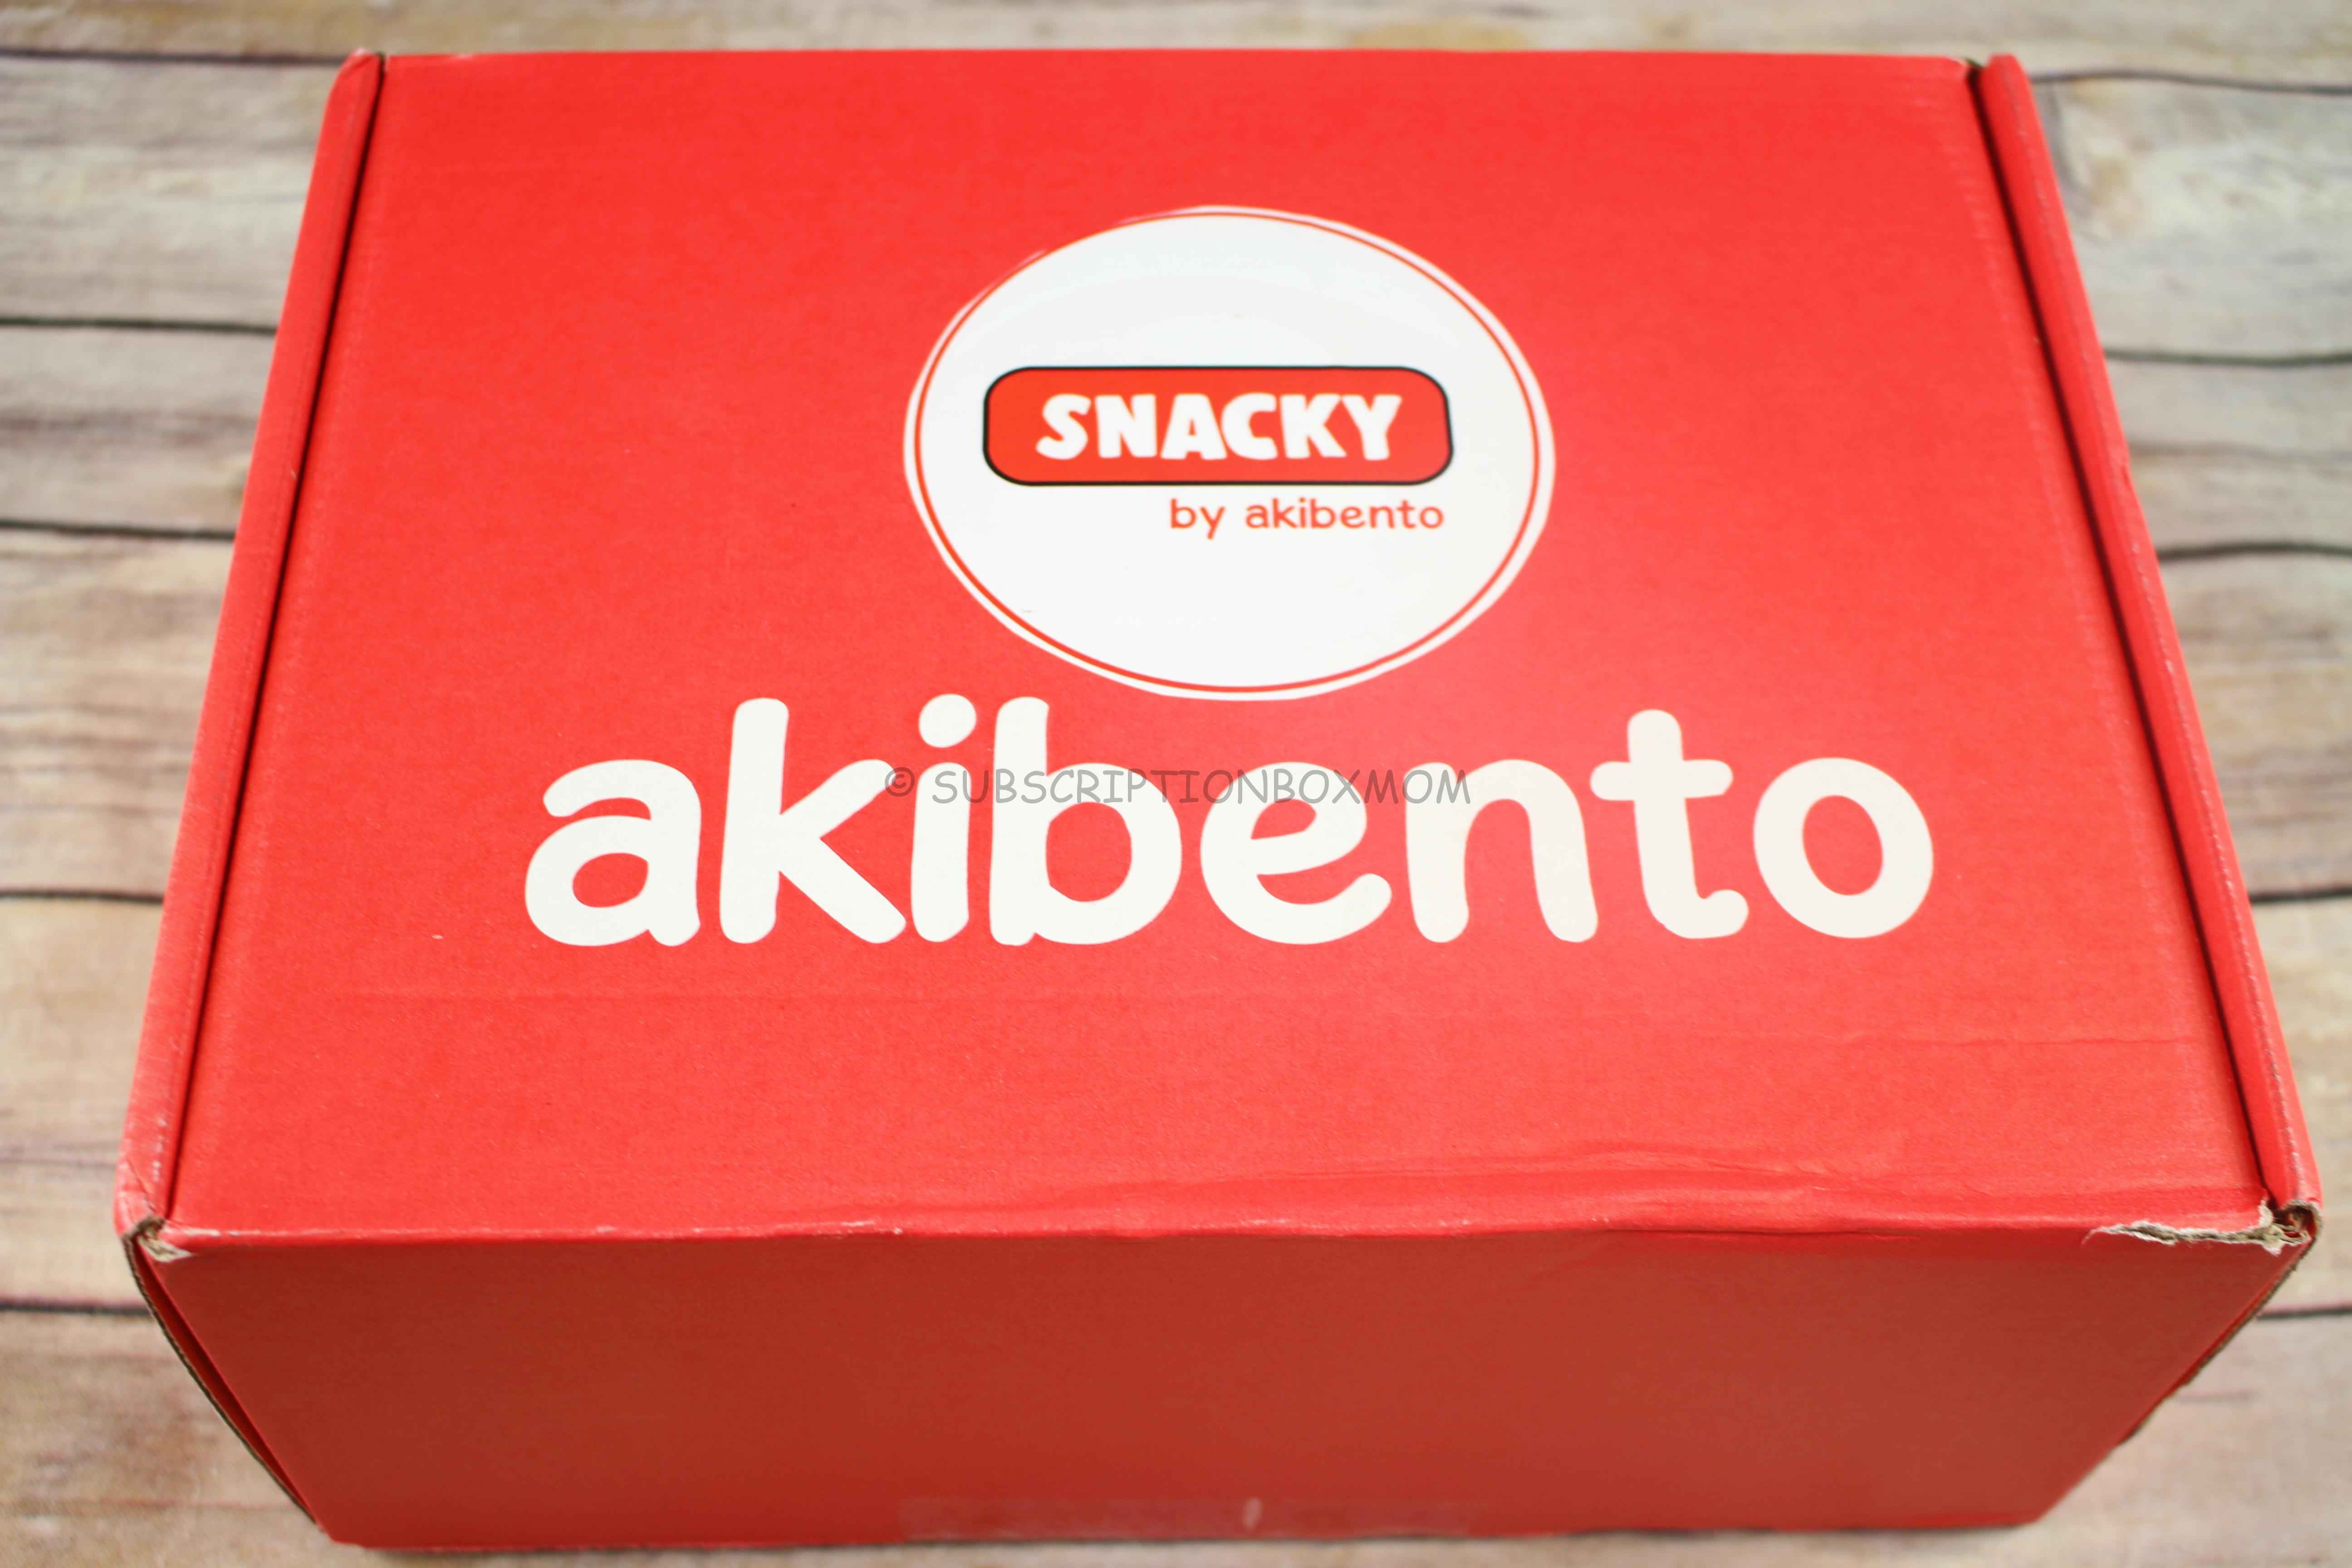 SNACKY
by akibento
akibento
© SUBSCRIPTIONBOXMOM